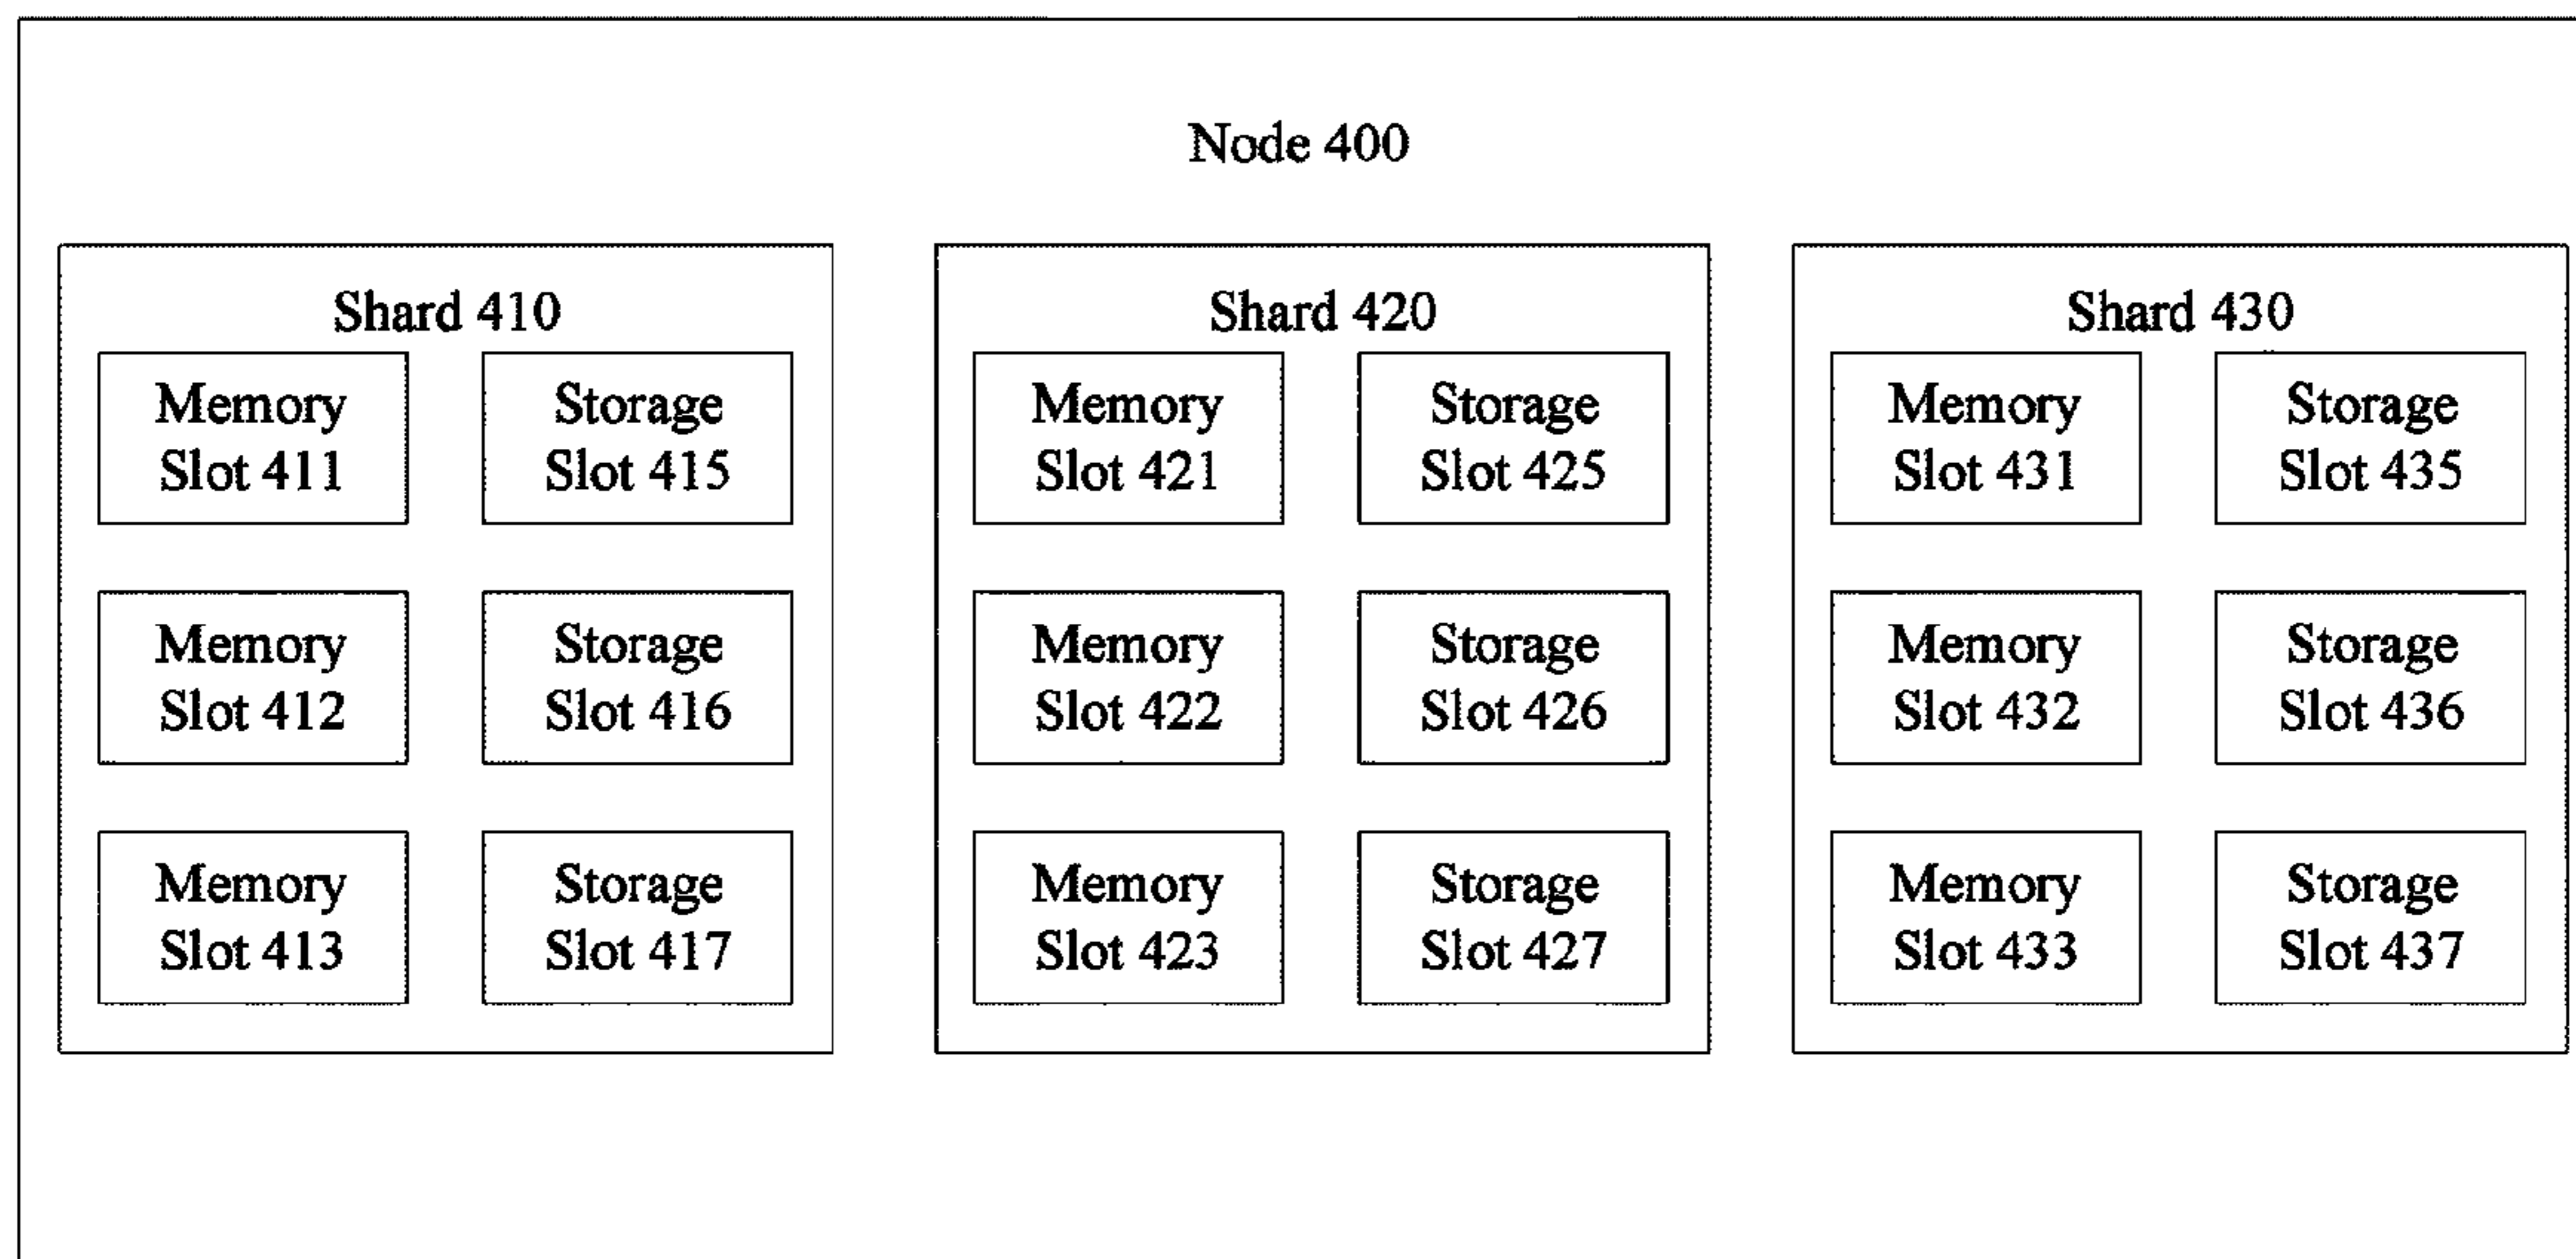 Node 400
Shard 410
Memory
Slot 411
Storage
Slot 415
Memory
Slot 412
Storage
Slot 416
Memory
Slot 413
Storage
Slot 417
Shard 420
Memory
Slot 421
Storage
Slot 425
Memory
Slot 422
Storage
Slot 426
Memory
Slot 423
Storage
Slot 427
Shard 430
Memory
Slot 431
Storage
Slot 435
Memory
Slot 432
Storage
Slot 436
Memory
Slot 433
Storage
Slot 437